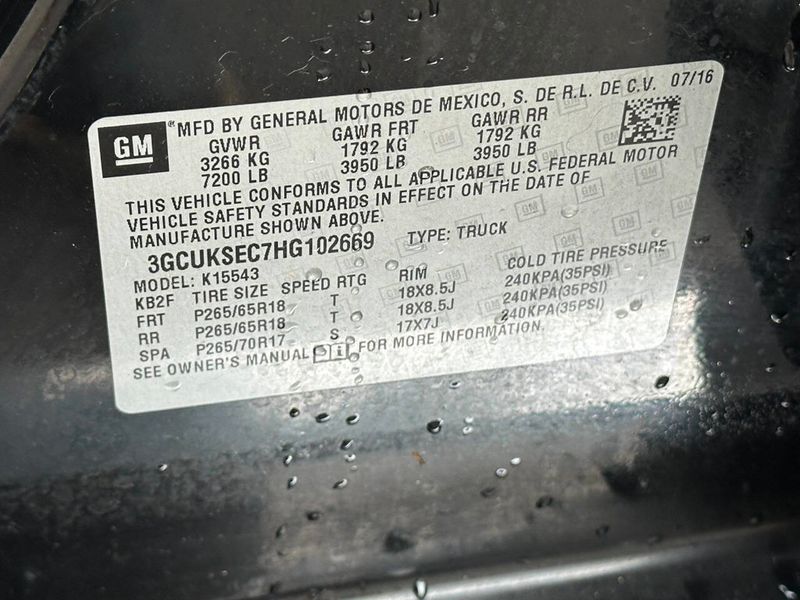 GM ® MFD BY GENERAL MOTORS DE MEXICO, S. DE R.L. DE C.V. 07/16
GVWR GAWR FRT GAWR RR
3266 KG 1792 KG 1792 KG
7200 LB 3950 LB 3950 LB
THIS VEHICLE CONFORMS TO ALL APPLICABLE U.S. FEDERAL MOTOR
VEHICLE SAFETY STANDARDS IN EFFECT ON THE DATE OF
MANUFACTURE SHOWN ABOVE.
3GCUKSEC7HG102669 TYPE: TRUCK
MODEL: K15543
KB2F TIRE SIZE SPEED RTG RIM COLD TIRE PRESSURE
FRT P265/65R18 T 18X8.5J 240KPA(35PSI)
RR P265/65R18 T 18X8.5J 240KPA(35PSI)
SPA P265/70R17 S 17X7J 240KPA(35PSI)
SEE OWNER'S MANUAL FOR MORE INFORMATION.